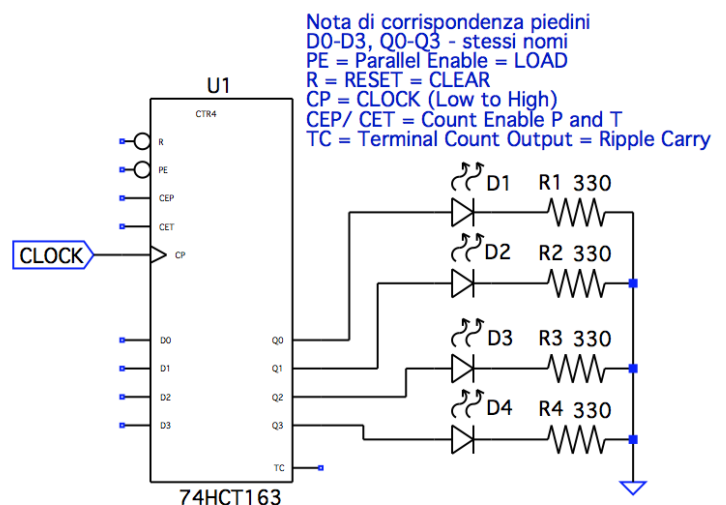 Nota di corrispondenza piedini
D0-D3, Q0-Q3 - stessi nomi
PE = Parallel Enable = LOAD
R = RESET = CLEAR
CP = CLOCK (Low to High)
CEP/ CET = Count Enable P and T
TC = Terminal Count Output = Ripple Carry
U1
CTR4
R
PE
CEP
CET
CLOCK
CP
D0
D1
D2
D3
Q0
Q1
Q2
Q3
TC
74HCT163
D1
R1 330
D2
R2 330
D3
R3 330
D4
R4 330